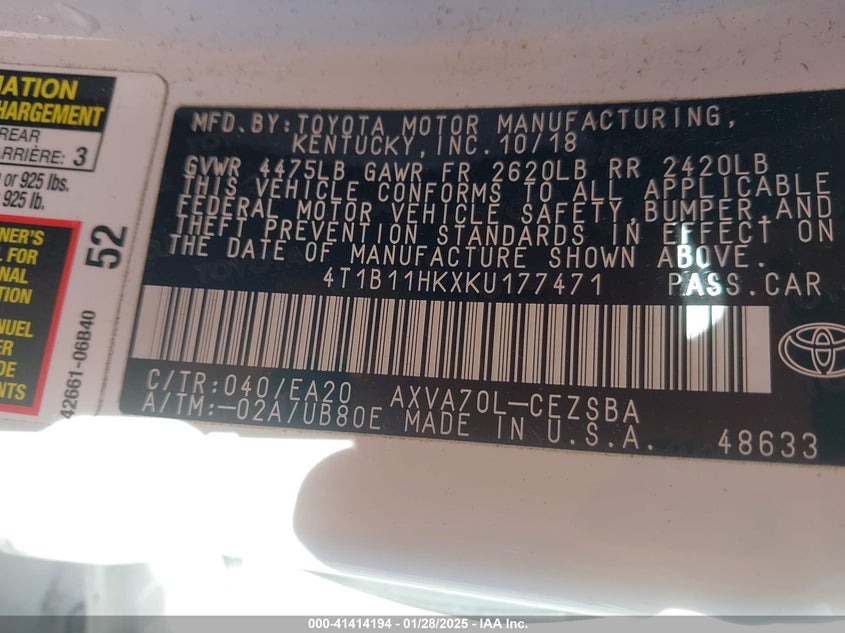 MATION
HARGEMENT
REAR
ARRIÈRE: 3
or 925 lbs.
925 lb.
NER'S
FOR
NAL
TION
NUEL
ER
DE
ENTS
52
42661-06B40
MFD.BY:TOYOTA MOTOR MANUFACTURING,
KENTUCKY,INC.10/18
GVWR 4475LB GAWR FR 2620LB RR 2420LB
THIS VEHICLE CONFORMS TO ALL APPLICABLE
FEDERAL MOTOR VEHICLE SAFETY,BUMPER,AND
THEFT PREVENTION STANDARDS IN EFFECT ON
THE DATE OF MANUFACTURE SHOWN ABOVE.
4T1B11HKXKU177471 PASS.CAR
C/TR:040/EA20 AXVA70L-CEZSBA
A/TM:-02A/UB80E MADE IN U.S.A. 48633
000-41414194 - 01/28/2025 - IAA Inc.